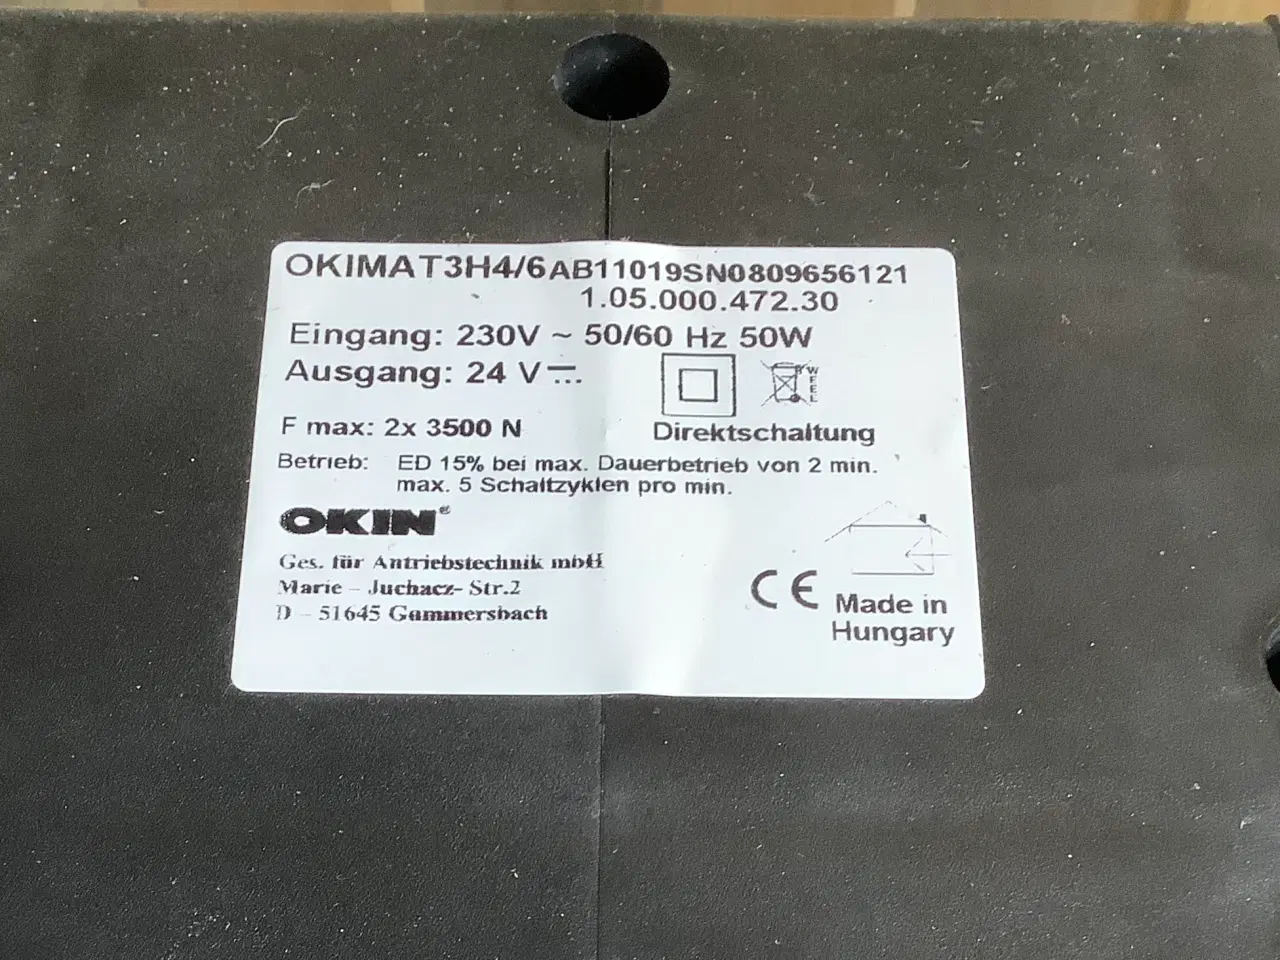 OKIMAT3H4/6AB11019SN0809656121
1.05.000.472.30
Eingang: 230V ~ 50/60 Hz 50W
Ausgang: 24 V ⎓
WEEE
F max: 2x 3500 N
Direktschaltung
Betrieb: ED 15% bei max. Dauerbetrieb von 2 min.
max. 5 Schaltzyklen pro min.
OKIN®
Ges. für Antriebstechnik mbH
Marie - Juchacz- Str.2
D - 51645 Gummersbach
CE Made in
Hungary